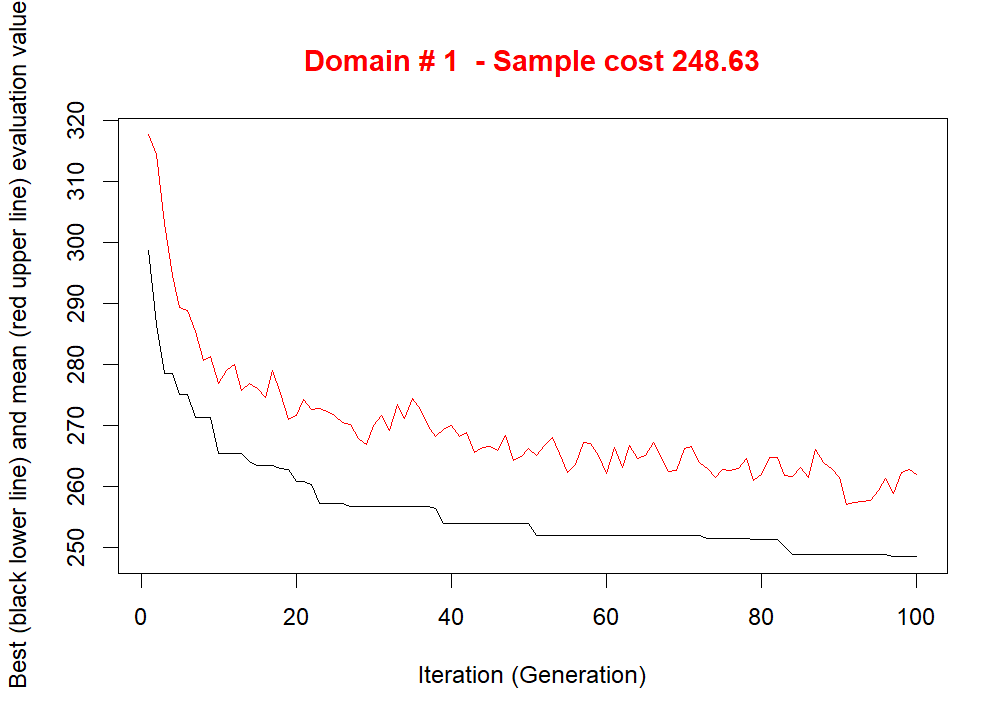 Domain # 1  - Sample cost 248.63
Best (black lower line) and mean (red upper line) evaluation value
320
310
300
290
280
270
260
250
0 20 40 60 80 100
Iteration (Generation)